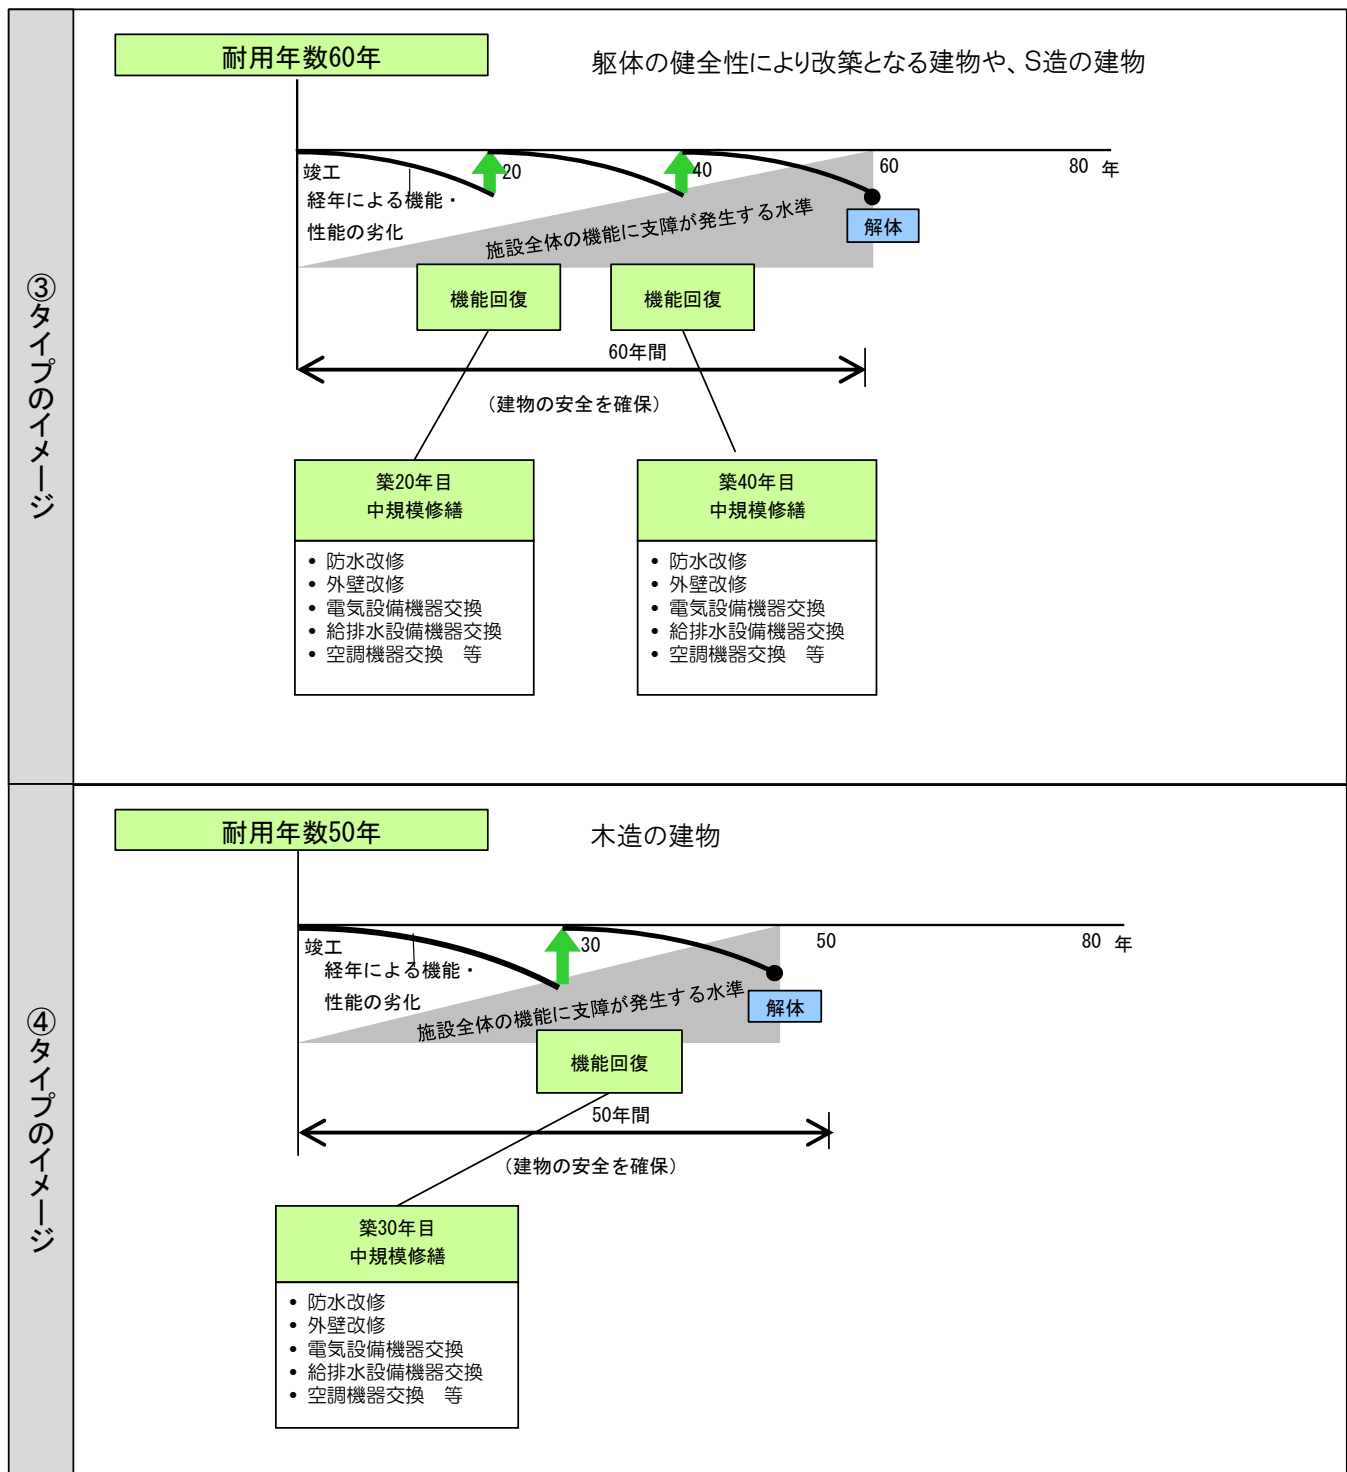 ③タイプのイメージ
耐用年数60年
躯体の健全性により改築となる建物や、S造の建物
竣工
20
40
60
80
年
経年による機能・
性能の劣化
施設全体の機能に支障が発生する水準
解体
機能回復
機能回復
60年間
(建物の安全を確保)
築20年目
中規模修繕
• 防水改修
• 外壁改修
• 電気設備機器交換
• 給排水設備機器交換
• 空調機器交換　等
築40年目
中規模修繕
• 防水改修
• 外壁改修
• 電気設備機器交換
• 給排水設備機器交換
• 空調機器交換　等
④タイプのイメージ
耐用年数50年
木造の建物
竣工
30
50
80
年
経年による機能・
性能の劣化
施設全体の機能に支障が発生する水準
解体
機能回復
50年間
(建物の安全を確保)
築30年目
中規模修繕
• 防水改修
• 外壁改修
• 電気設備機器交換
• 給排水設備機器交換
• 空調機器交換　等